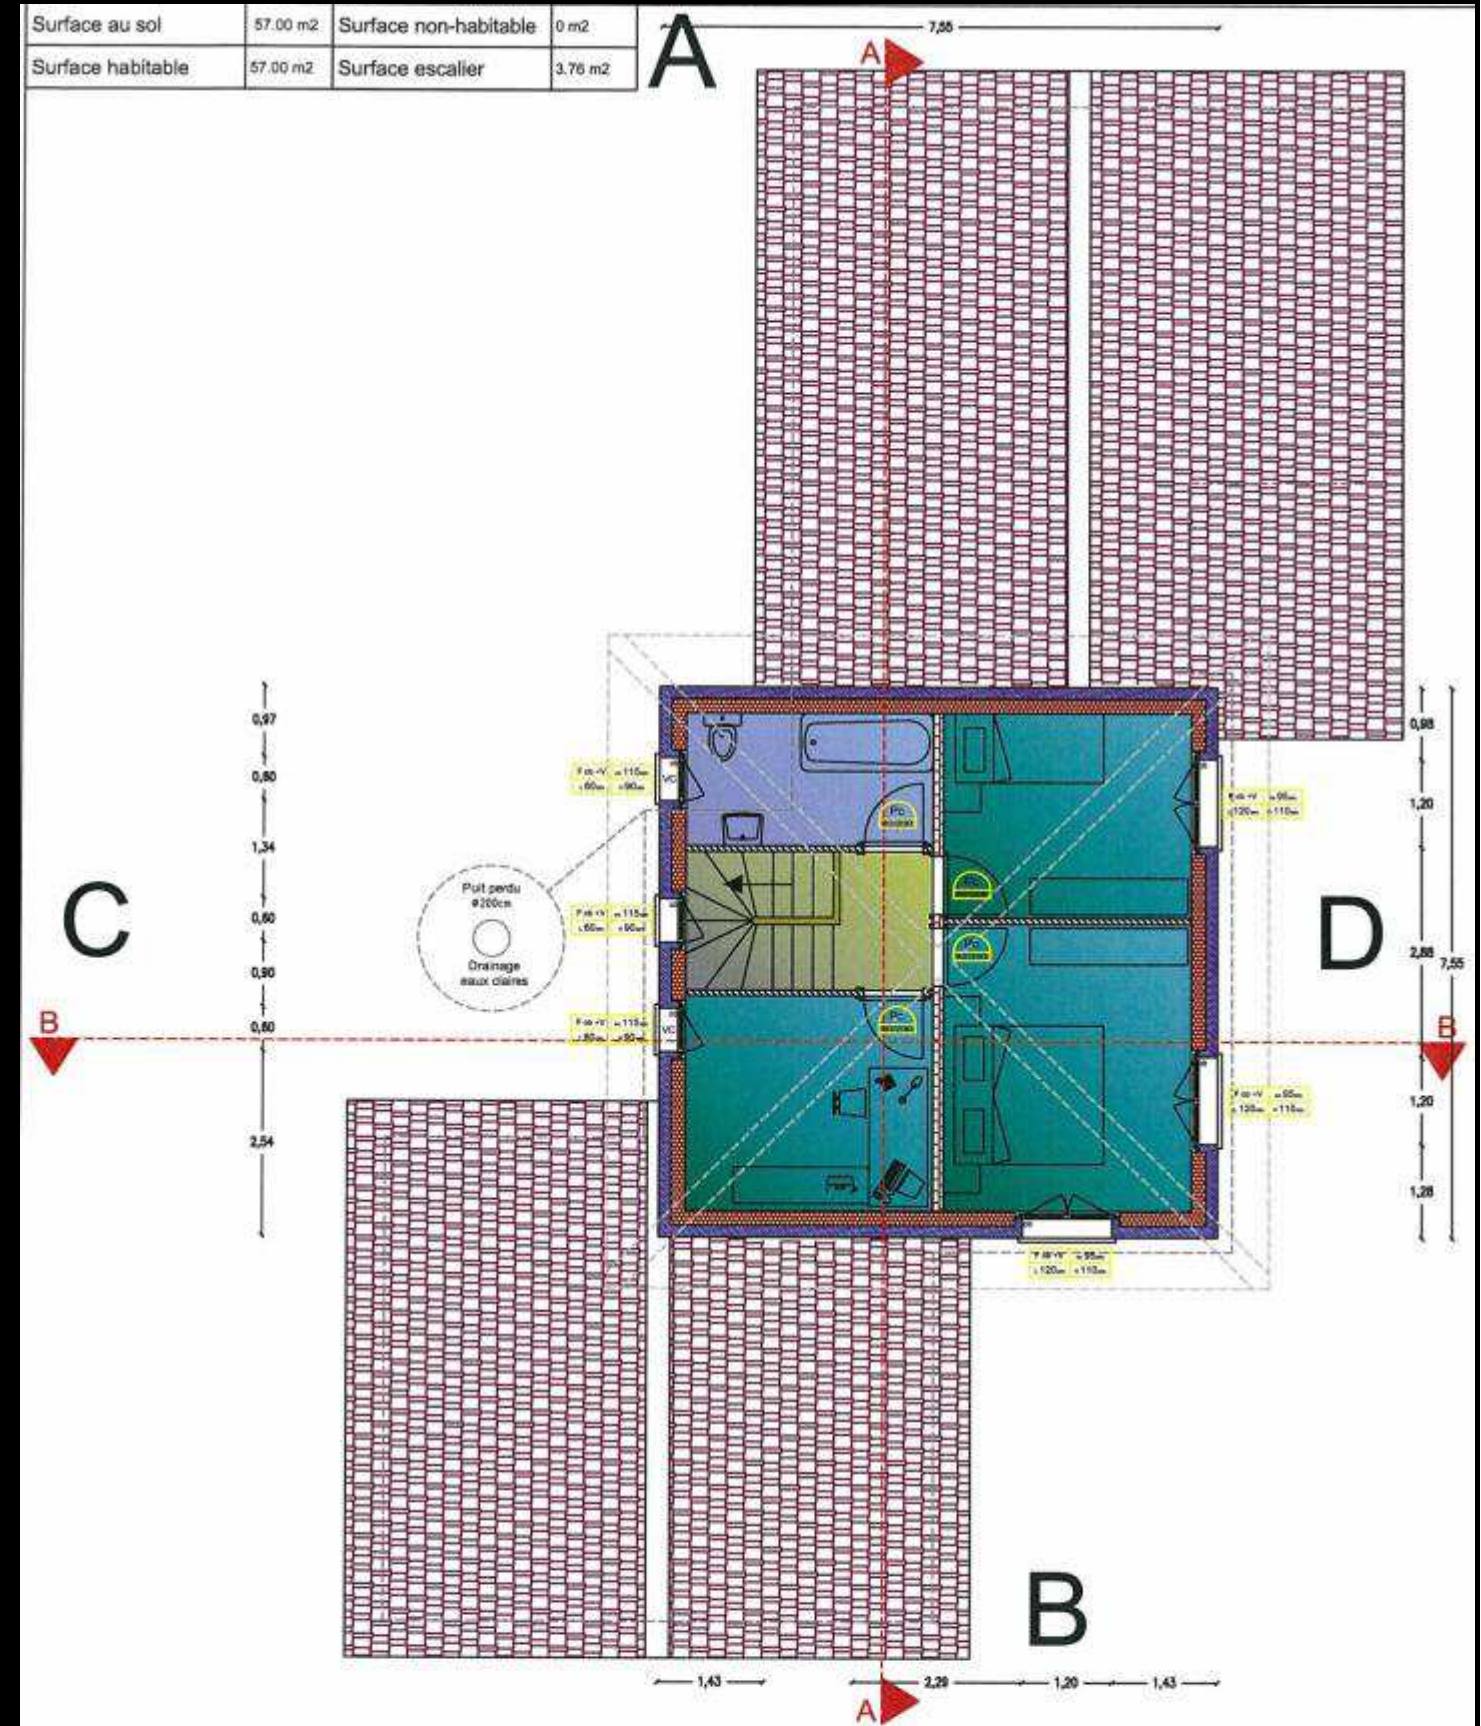 Surface au sol 57.00 m2 Surface non-habitable 0 m2
Surface habitable 57.00 m2 Surface escalier 3.76 m2
A
7,55
A
0,97
0,98
0,60
VC
1,20
1,34
Puit perdu
ø200cm
Drainage
eaux claires
C
D
0,60
2,88
7,55
0,90
B
B
0,60
VC
1,20
2,54
1,28
B
1,43
2,29
1,20
1,43
A